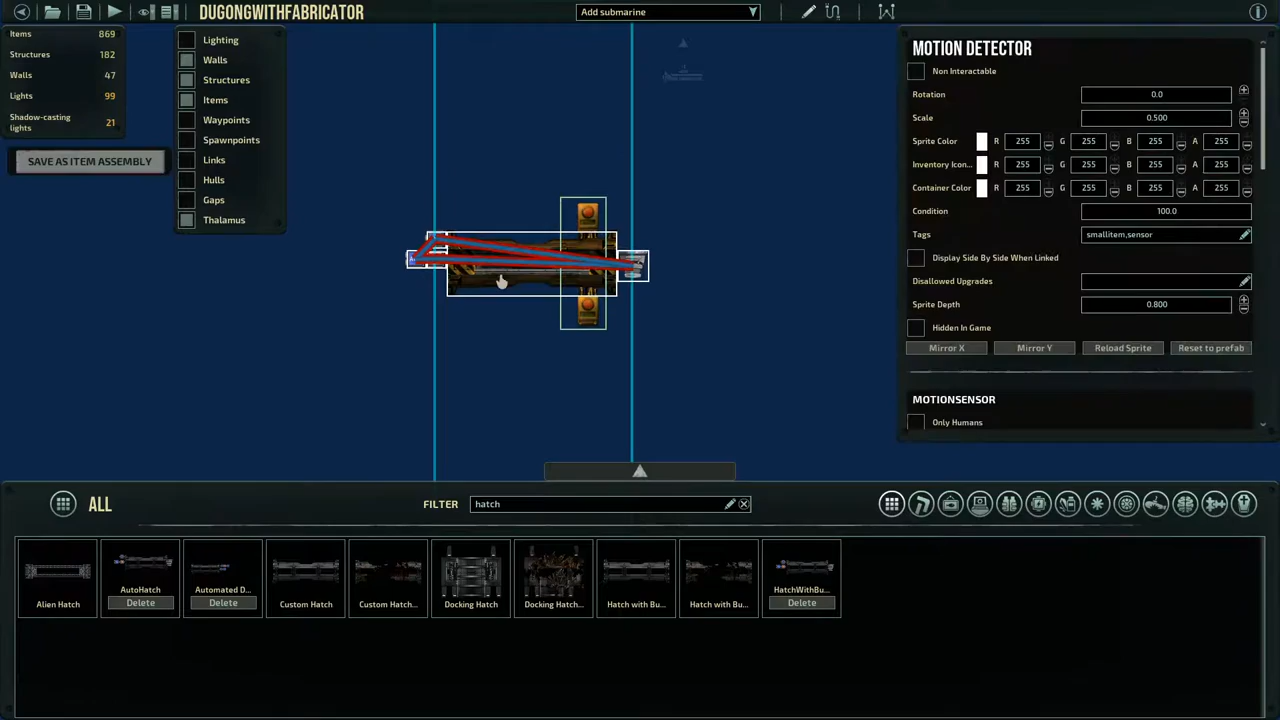 DUGONGWITHFABRICATOR
Add submarine
Items 869
Structures 182
Walls 47
Lights 99
Shadow-casting
lights 21
SAVE AS ITEM ASSEMBLY
Lighting
Walls
Structures
Items
Waypoints
Spawnpoints
Links
Hulls
Gaps
Thalamus
MOTION DETECTOR
Non Interactable
Rotation 0.0
Scale 0.500
Sprite Color R 255 G 255 B 255 A 255
Inventory Icon... R 255 G 255 B 255 A 255
Container Color R 255 G 255 B 255 A 255
Condition 100.0
Tags smallitem,sensor
Display Side By Side When Linked
Disallowed Upgrades
Sprite Depth 0.800
Hidden In Game
Mirror X Mirror Y Reload Sprite Reset to prefab
MOTIONSENSOR
Only Humans
ALL FILTER hatch
Alien Hatch
AutoHatch
Delete
Automated D...
Delete
Custom Hatch
Custom Hatch...
Docking Hatch
Docking Hatch...
Hatch with Bu...
Hatch with Bu...
HatchWithBu...
Delete